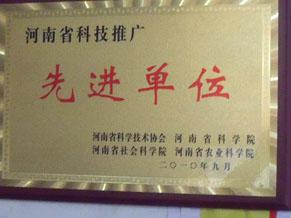 河南省科技推广
先进单位
河南省科学技术协会 河南省科学院
河南省社会科学院 河南省农业科学院
二〇一〇年九月